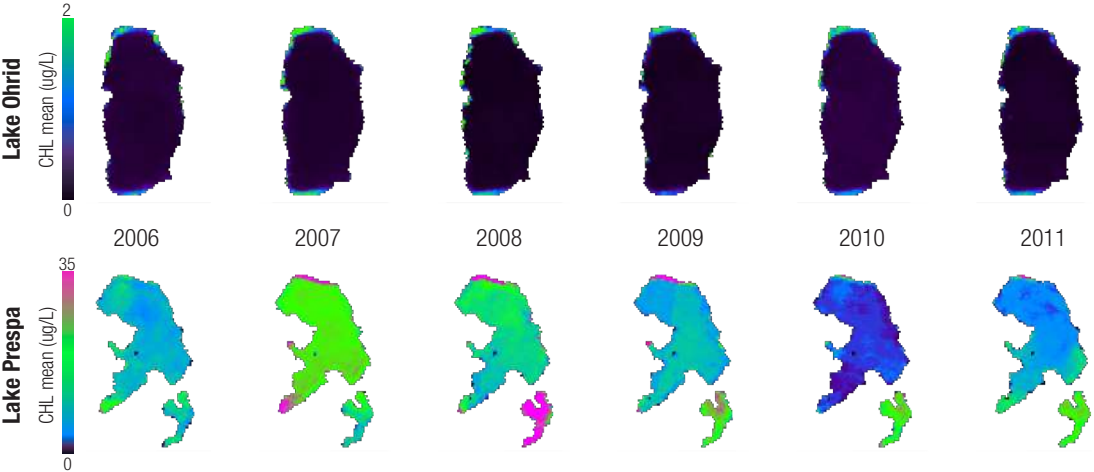 2
Lake Ohrid
CHL mean (ug/L)
0
2006 2007 2008 2009 2010 2011
35
Lake Prespa
CHL mean (ug/L)
0